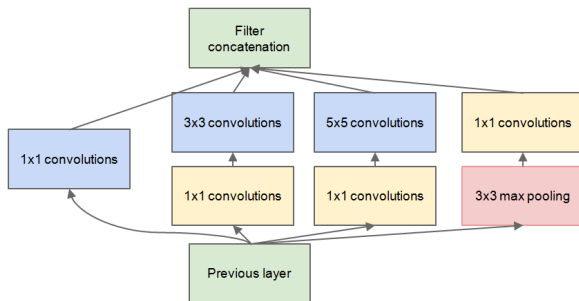 Filter
concatenation
3x3 convolutions
5x5 convolutions
1x1 convolutions
1x1 convolutions
1x1 convolutions
1x1 convolutions
3x3 max pooling
Previous layer